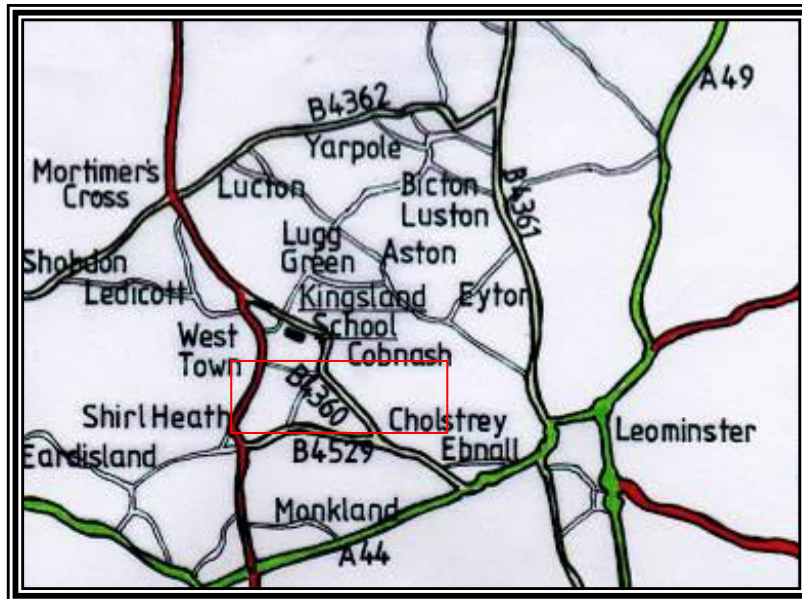 A49
B4362
Yarpole
Mortimer's
Cross
Lucton
Bicton
Luston
B4361
Lugg
Green
Aston
Shobdon
Ledicott
Kingsland
School
Eyton
West
Town
Cobnash
B4360
Shirl Heath
Cholstrey
Ebnall
Leominster
B4529
Eardisland
Monkland
A44